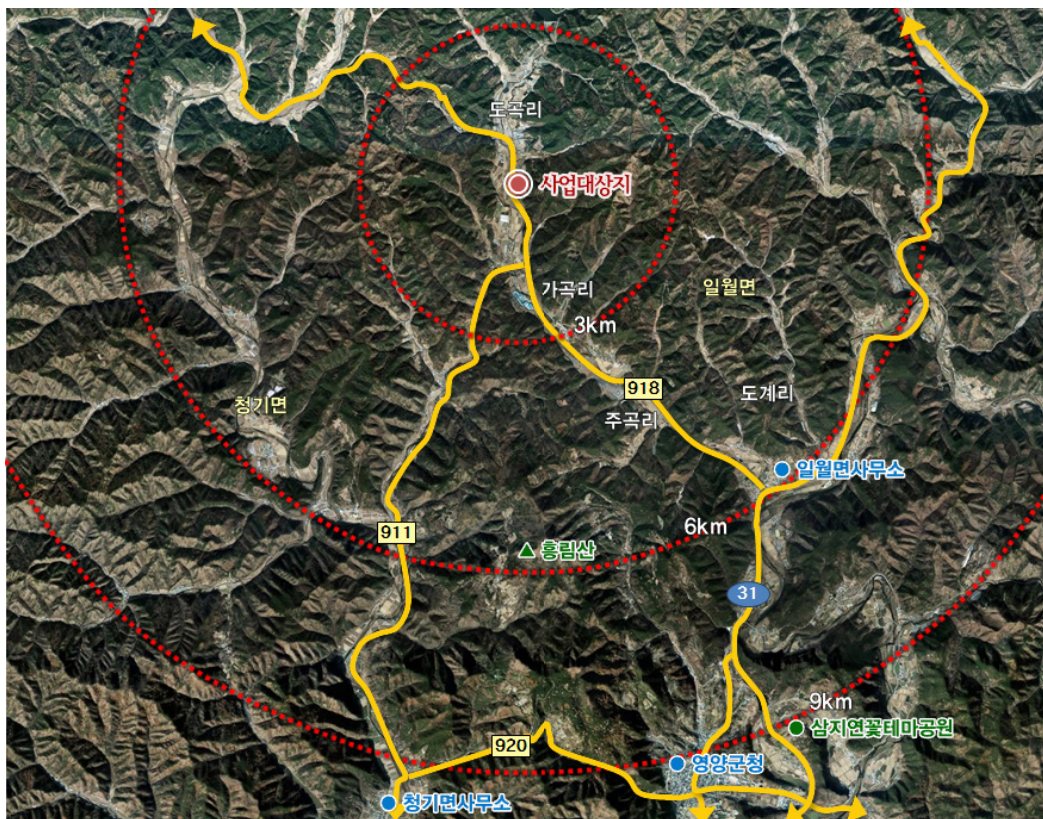 도곡리
사업대상지
가곡리
일월면
3km
918
청기면
도계리
주곡리
일월면사무소
911
6km
흥림산
31
9km
삼지연꽃테마공원
920
영양군청
청기면사무소